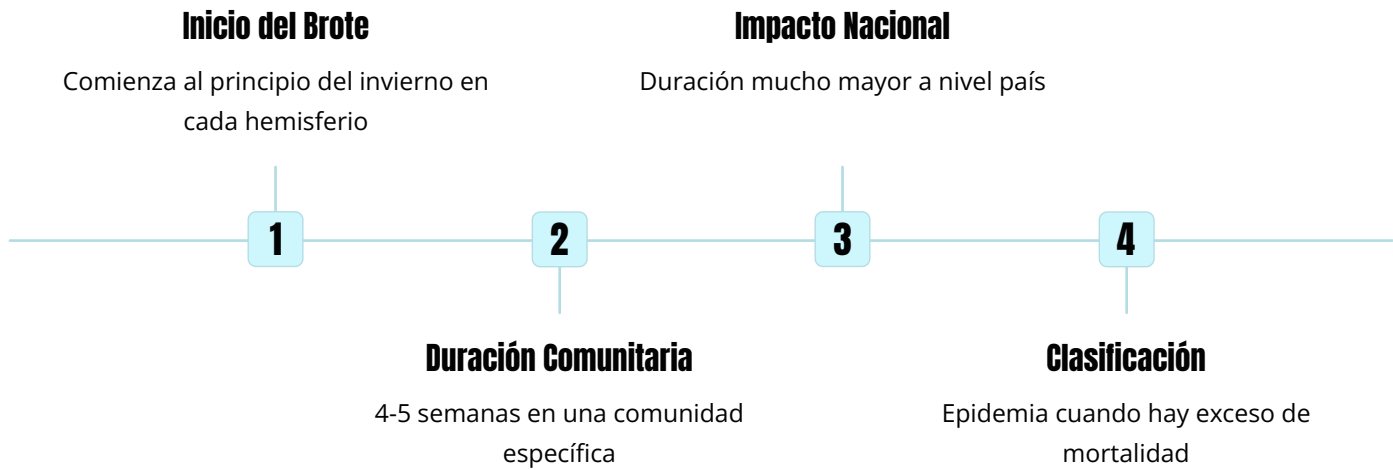 Inicio del Brote
Comienza al principio del invierno en
cada hemisferio
1
2
Duración Comunitaria
4-5 semanas en una comunidad
específica
Impacto Nacional
Duración mucho mayor a nivel país
3
4
Clasificación
Epidemia cuando hay exceso de
mortalidad